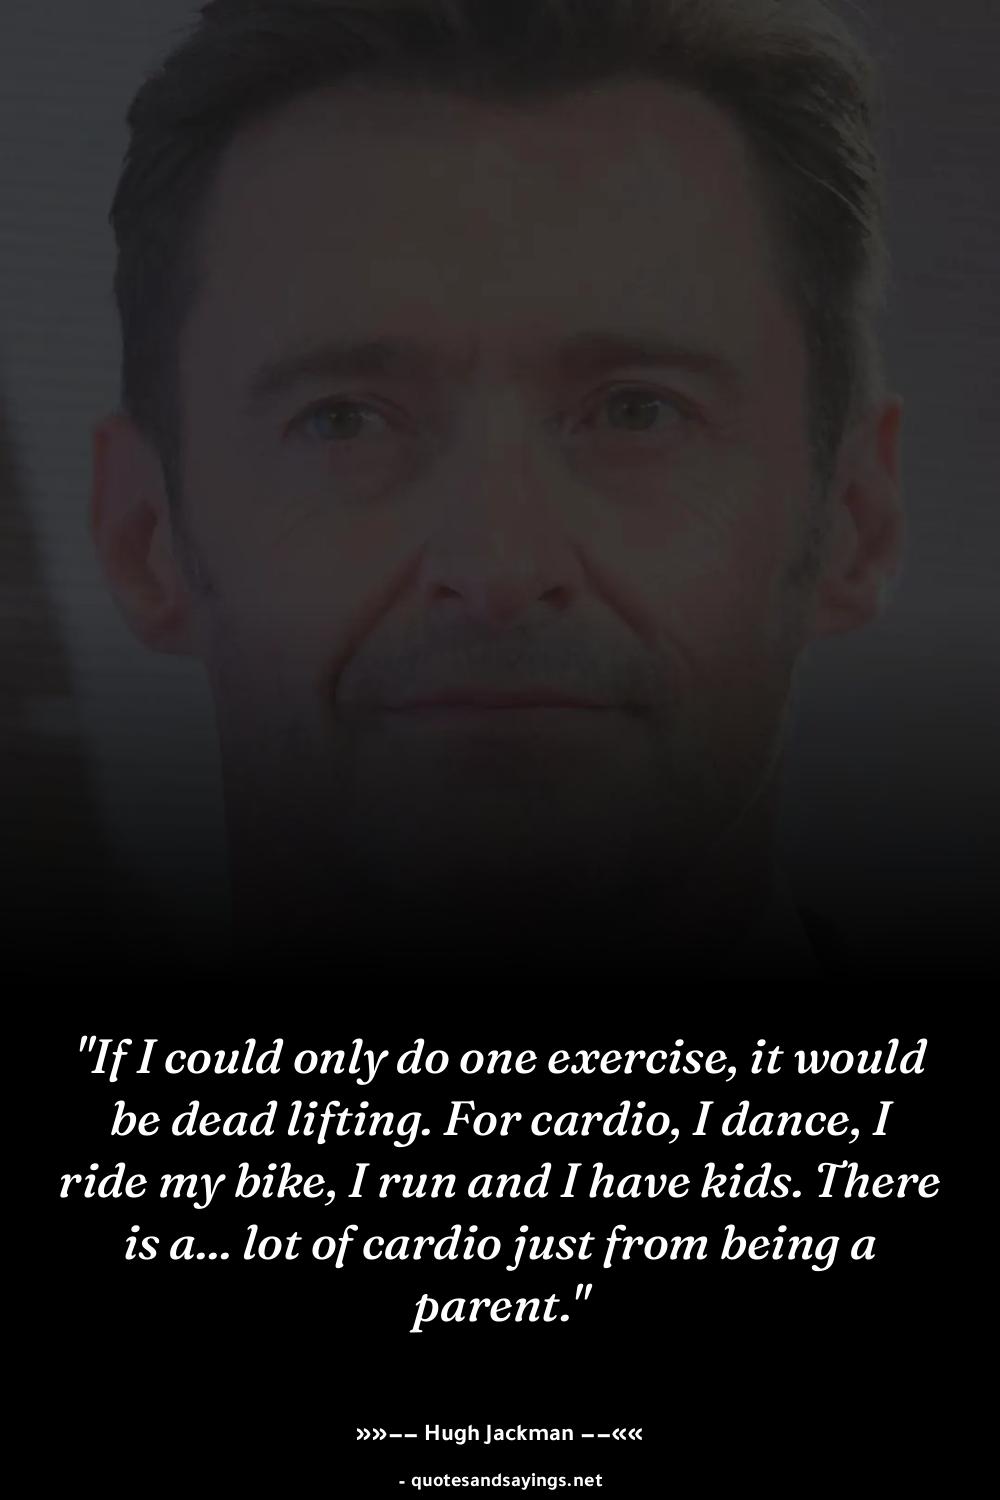 "If I could only do one exercise, it would
be dead lifting. For cardio, I dance, I
ride my bike, I run and I have kids. There
is a... lot of cardio just from being a
parent."
»»–– Hugh Jackman ––««
- quotesandsayings.net